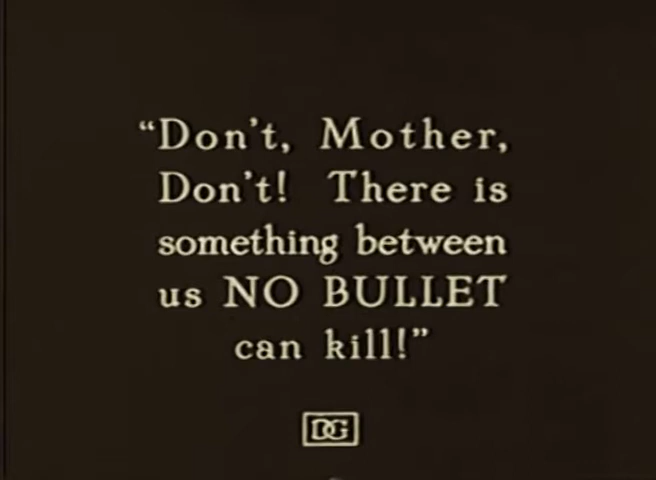 “Don't, Mother,
Don't! There is
something between
us NO BULLET
can kill!”
DG